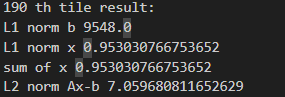 190 th tile result:
L1 norm b 9548.0
L1 norm x 0.953030766753652
sum of x 0.953030766753652
L2 norm Ax-b 7.059680811652629